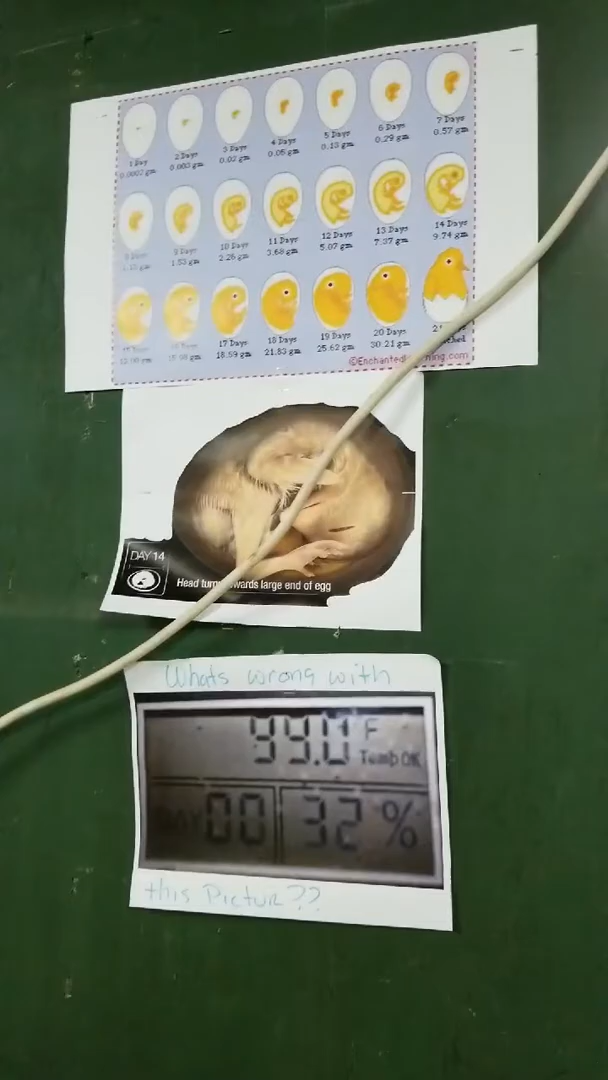 1 Day 2 Days 3 Days 4 Days 5 Days 6 Days 7 Days
0.0002 gm 0.003 gm 0.02 gm 0.05 gm 0.13 gm 0.29 gm 0.57 gm
Days 9 Days 10 Days 11 Days 12 Days 13 Days 14 Days
1.53 gm 2.26 gm 3.68 gm 5.07 gm 7.37 gm 9.74 gm
17 Days 18 Days 19 Days 20 Days
18.59 gm 21.83 gm 25.62 gm 30.21 gm
©Enchantedlearning.com
DAY 14
Head turns towards large end of egg
Whats wrong with
99.0 F
Temp OK
DAY 00 32 %
this Pictur??